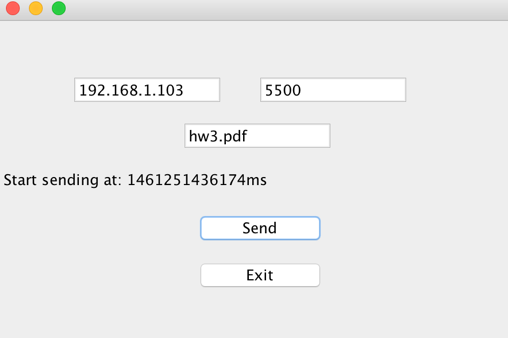 192.168.1.103 5500
hw3.pdf
Start sending at: 1461251436174ms
Send
Exit